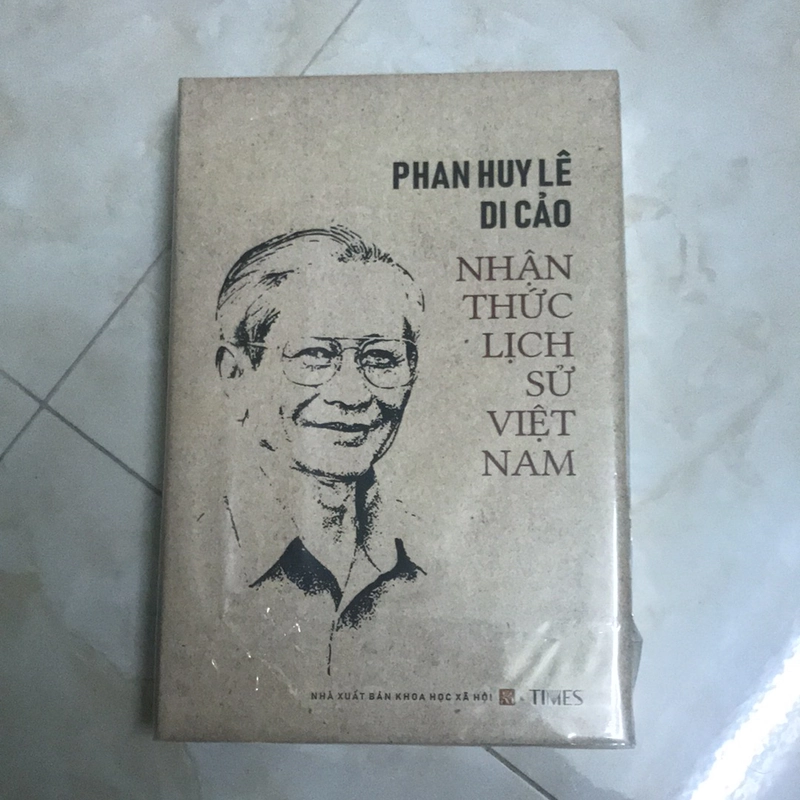 PHAN HUY LÊ
DI CẢO
NHẬN
THỨC
LỊCH
SỬ
VIỆT
NAM
NHÀ XUẤT BẢN KHOA HỌC XÃ HỘI
TIMES